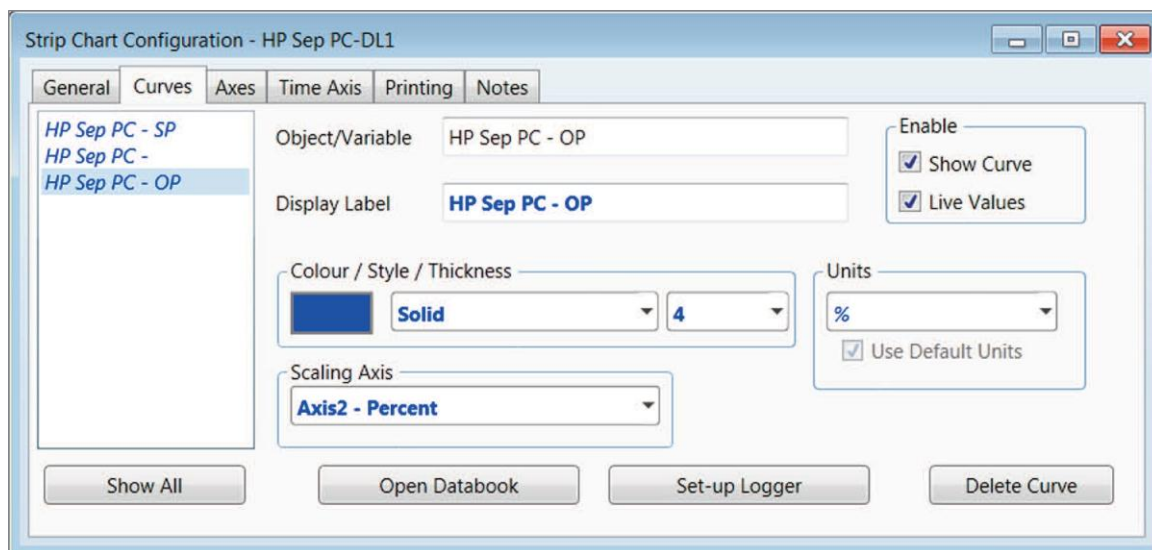 Strip Chart Configuration - HP Sep PC-DL1
General Curves Axes Time Axis Printing Notes
HP Sep PC - SP
HP Sep PC -
HP Sep PC - OP
Object/Variable HP Sep PC - OP
Display Label HP Sep PC - OP
Enable
Show Curve
Live Values
Colour / Style / Thickness
Solid 4
Units
%
Use Default Units
Scaling Axis
Axis2 - Percent
Show All Open Databook Set-up Logger Delete Curve